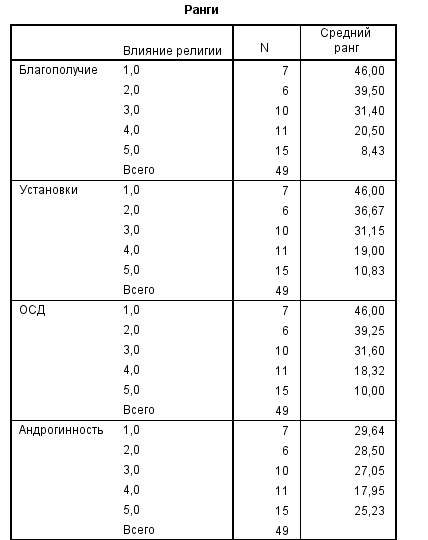 Ранги
Влияние религии N Средний ранг
Благополучие 1,0 7 46,00
2,0 6 39,50
3,0 10 31,40
4,0 11 20,50
5,0 15 8,43
Всего 49
Установки 1,0 7 46,00
2,0 6 36,67
3,0 10 31,15
4,0 11 19,00
5,0 15 10,83
Всего 49
ОСД 1,0 7 46,00
2,0 6 39,25
3,0 10 31,60
4,0 11 18,32
5,0 15 10,00
Всего 49
Андрогинность 1,0 7 29,64
2,0 6 28,50
3,0 10 27,05
4,0 11 17,95
5,0 15 25,23
Всего 49